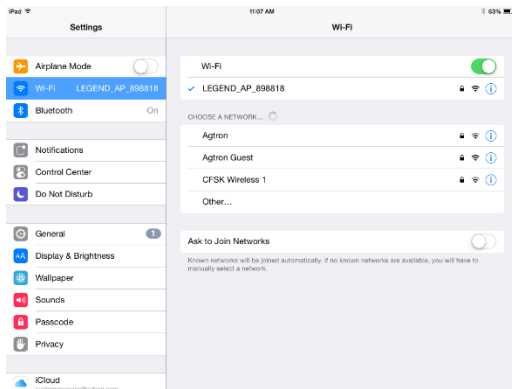 iPad 11:07 AM 63%
Settings
Wi-Fi
Airplane Mode
Wi-Fi LEGEND_AP_898818
Bluetooth On
Notifications
Control Center
Do Not Disturb
General 1
Display & Brightness
Wallpaper
Sounds
Passcode
Privacy
iCloud
Wi-Fi
LEGEND_AP_898818
CHOOSE A NETWORK...
Agtron
Agtron Guest
CFSK Wireless 1
Other...
Ask to Join Networks
Known networks will be joined automatically. If no known networks are available, you will have to
manually select a network.